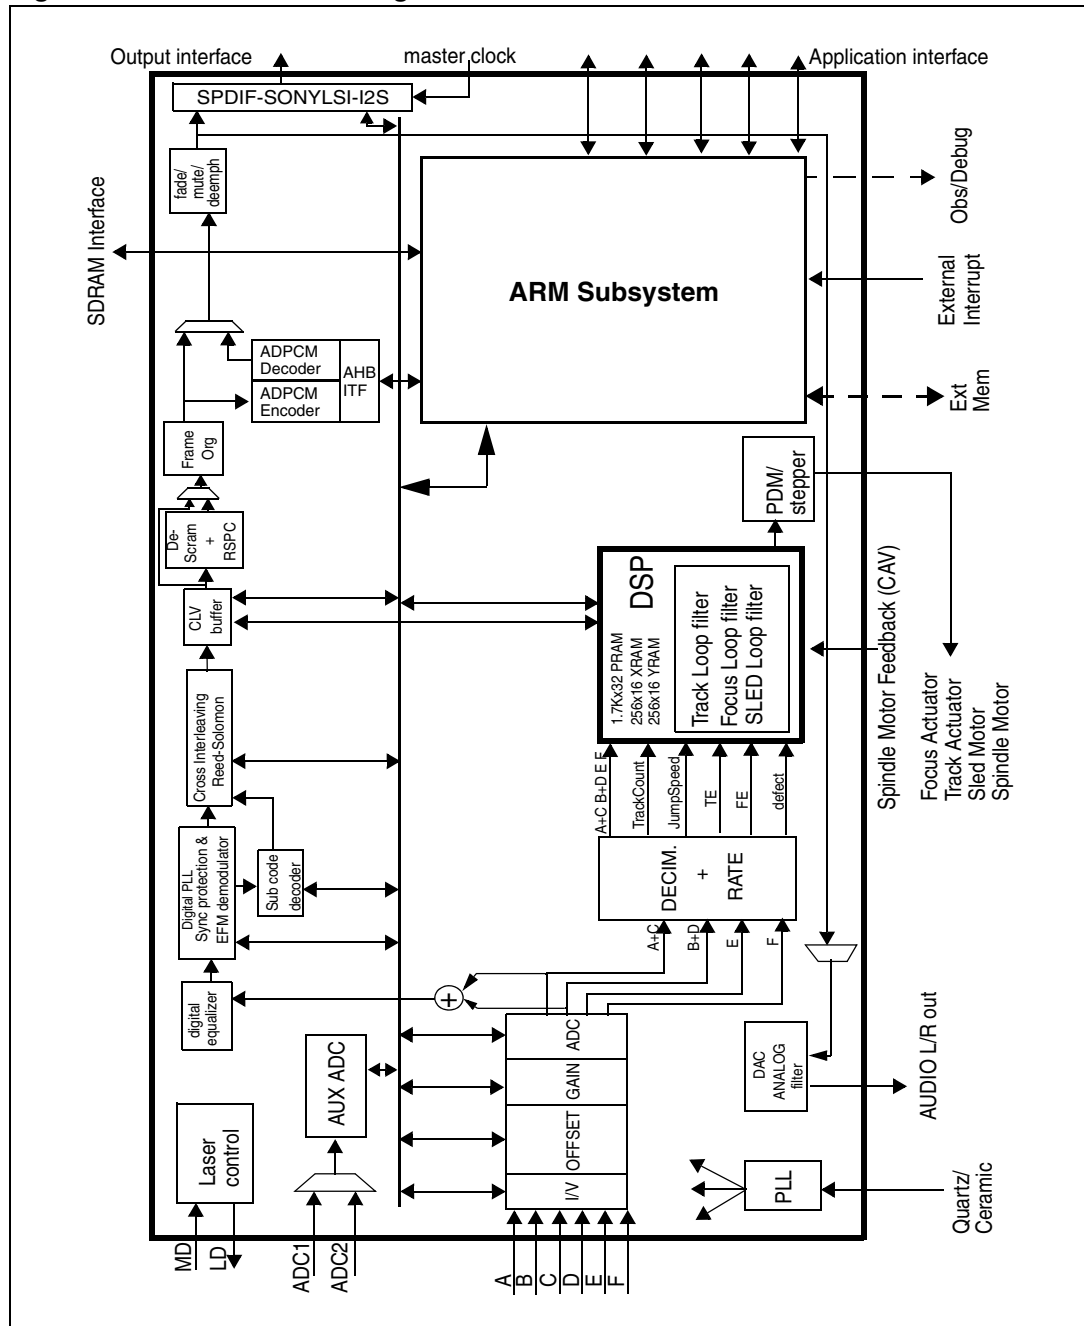 Output interface
master clock
Application interface
SPDIF-SONYLSI-I2S
fade/
mute/
deemph
SDRAM Interface
ARM Subsystem
Obs/Debug
External
Interrupt
Ext
Mem
ADPCM
Decoder
ADPCM
Encoder
AHB
ITF
Frame
Org
De-
Scram
+
RSPC
CLV
buffer
PDM/
stepper
DSP
1.7Kx32 PRAM
256x16 XRAM
256x16 YRAM
Track Loop filter
Focus Loop filter
SLED Loop filter
Spindle Motor Feedback (CAV)
Focus Actuator
Track Actuator
Sled Motor
Spindle Motor
Cross Interleaving
Reed-Solomon
A+C B+D E F
TrackCount
JumpSpeed
TE
FE
defect
Digital PLL
Sync protection &
EFM demodulator
Sub code
decoder
DECIM.
+
RATE
A+C
B+D
E
F
digital
equalizer
+
AUX ADC
I/V
OFFSET
GAIN
ADC
DAC
ANALOG
filter
AUDIO L/R out
Laser
control
PLL
Quartz/
Ceramic
MD
LD
ADC1
ADC2
A
B
C
D
E
F